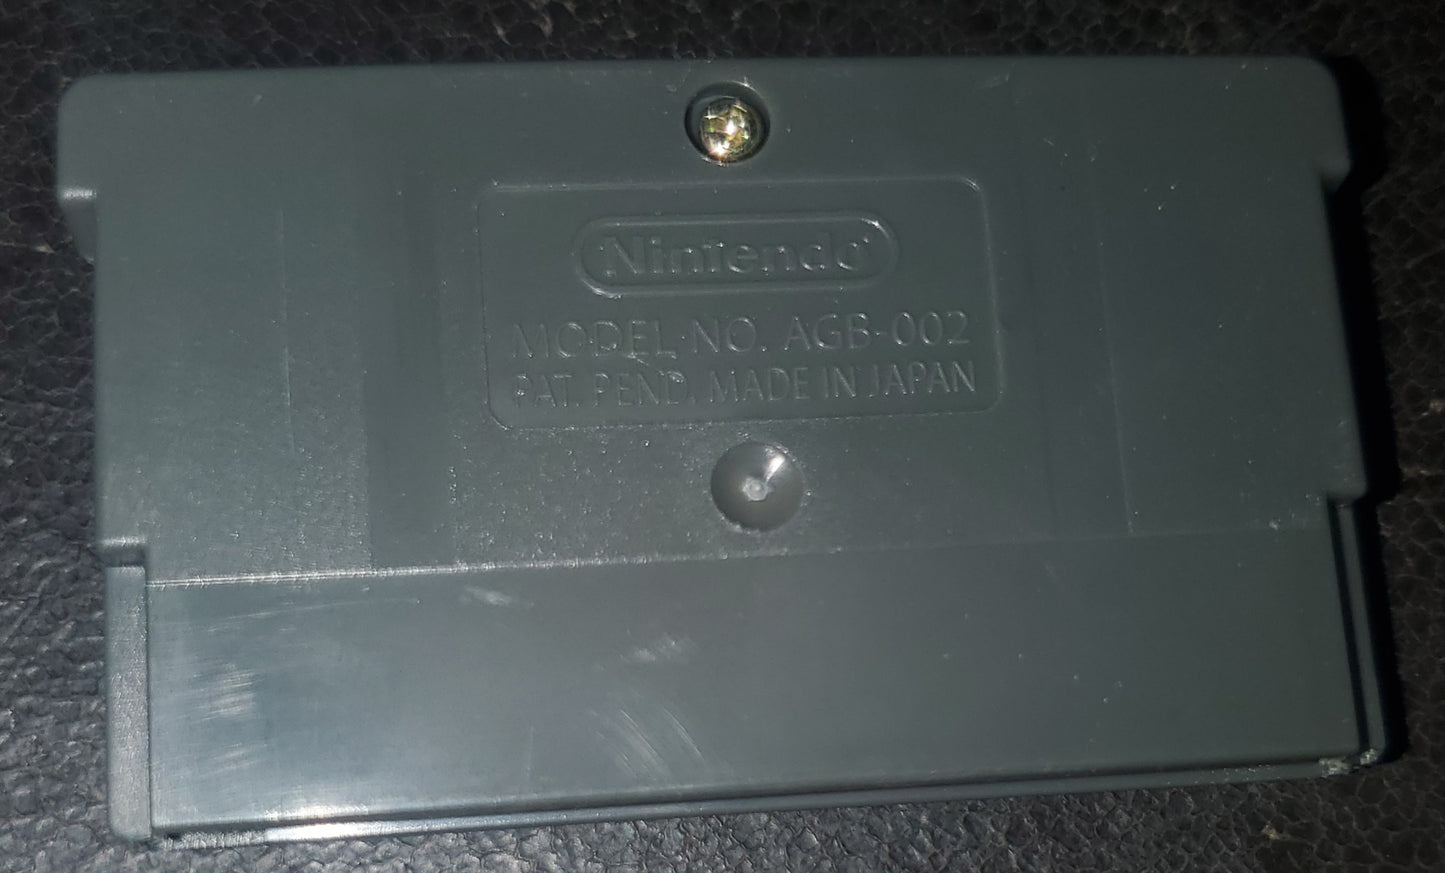 Nintendo
MODEL NO. AGB-002
PAT. PEND. MADE IN JAPAN